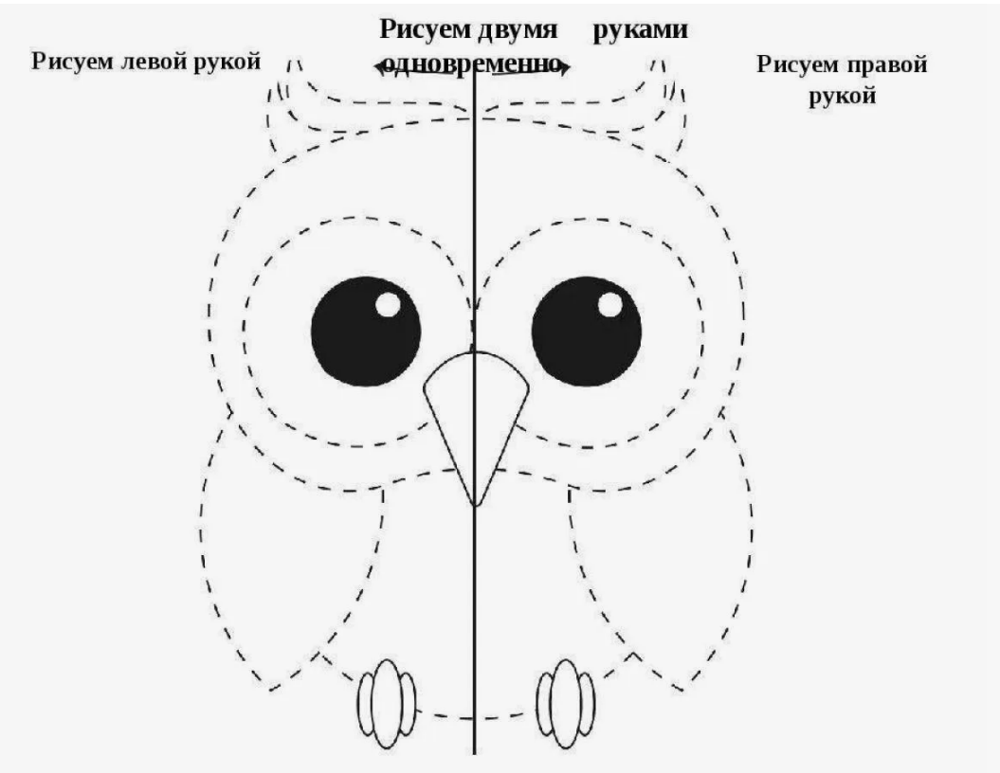 Рисуем двумя руками
одновременно
Рисуем левой рукой
Рисуем правой
рукой